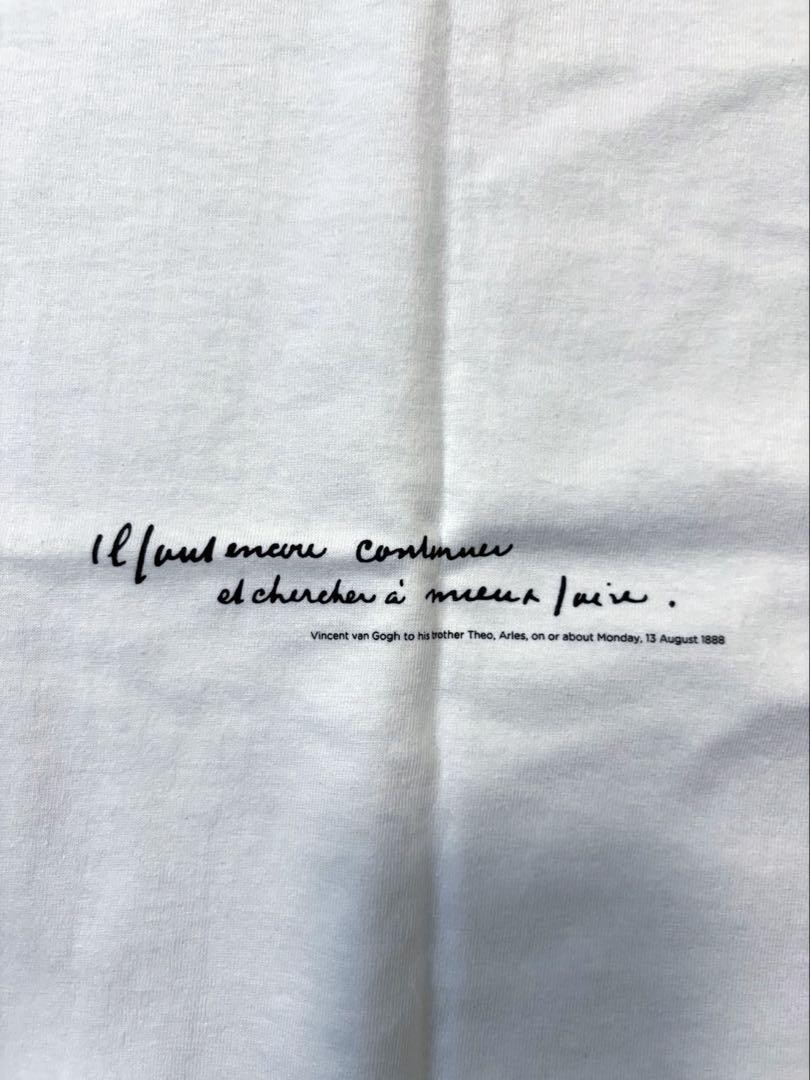 Il faut encore continuer
et chercher à mieux faire.
Vincent van Gogh to his brother Theo, Arles, on or about Monday, 13 August 1888